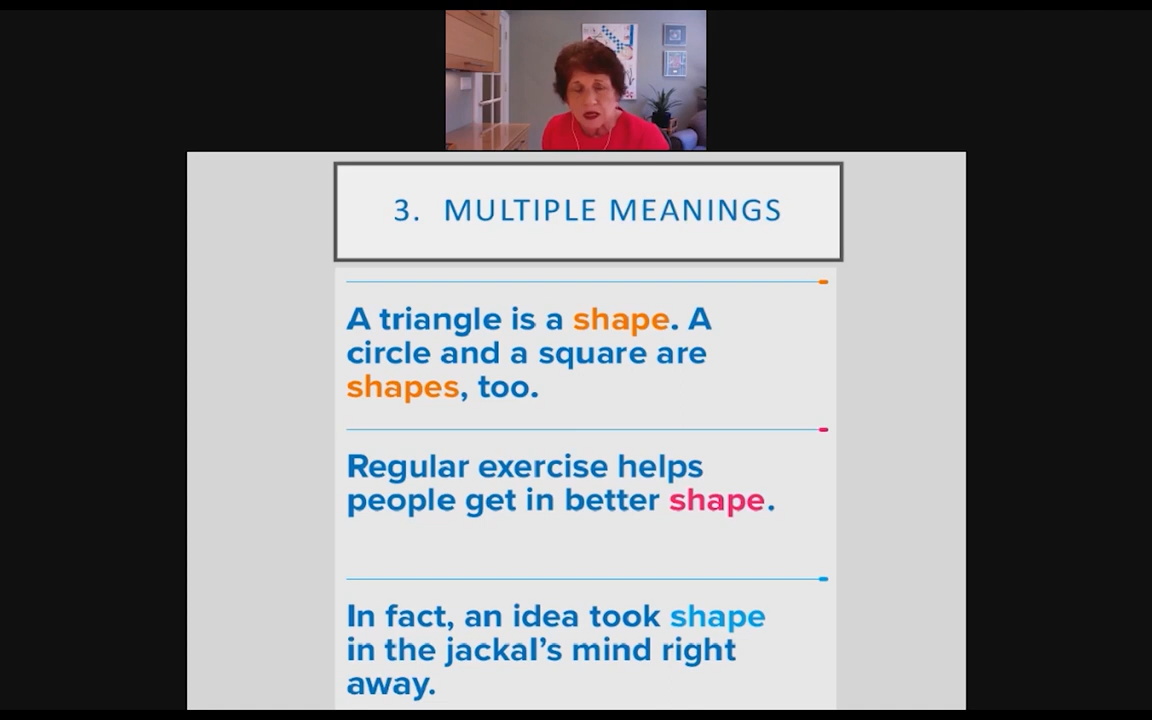 3. MULTIPLE MEANINGS
A triangle is a shape. A
circle and a square are
shapes, too.
Regular exercise helps
people get in better shape.
In fact, an idea took shape
in the jackal’s mind right
away.